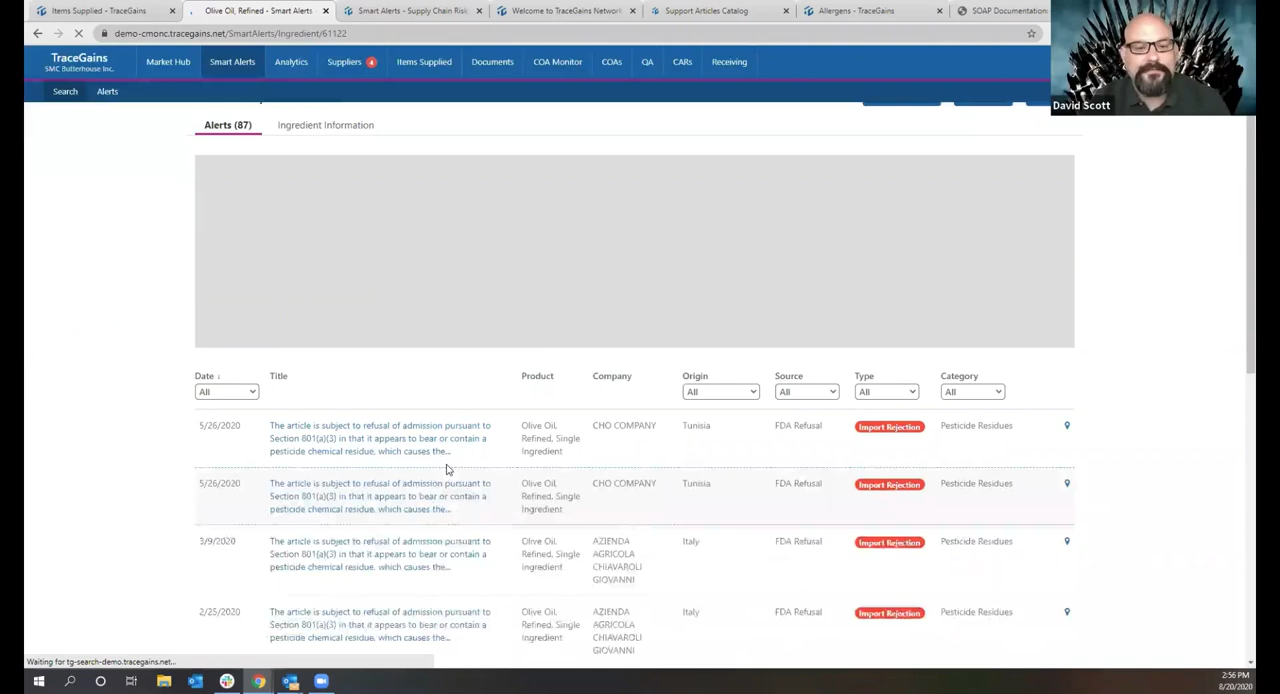 Items Supplied - TraceGains
Olive Oil, Refined - Smart Alerts
Smart Alerts - Supply Chain Risk
Welcome to TraceGains Network
Support Articles Catalog
Allergens - TraceGains
SOAP Documentation
demo-cmonc.tracegains.net/SmartAlerts/Ingredient/61122
TraceGains
SMC Butterhouse Inc.
Market Hub
Smart Alerts
Analytics
Suppliers 4
Items Supplied
Documents
COA Monitor
COAs
QA
CARs
Receiving
David Scott
Search
Alerts
Alerts (87)
Ingredient Information
Date ↓ Title Product Company Origin Source Type Category
All All All All All
5/26/2020 The article is subject to refusal of admission pursuant to Olive Oil, CHO COMPANY Tunisia FDA Refusal Import Rejection Pesticide Residues
Section 801(a)(3) in that it appears to bear or contain a Refined, Single
pesticide chemical residue, which causes the... Ingredient
5/26/2020 The article is subject to refusal of admission pursuant to Olive Oil, CHO COMPANY Tunisia FDA Refusal Import Rejection Pesticide Residues
Section 801(a)(3) in that it appears to bear or contain a Refined, Single
pesticide chemical residue, which causes the... Ingredient
3/9/2020 The article is subject to refusal of admission pursuant to Olive Oil, AZIENDA Italy FDA Refusal Import Rejection Pesticide Residues
Section 801(a)(3) in that it appears to bear or contain a Refined, Single AGRICOLA
pesticide chemical residue, which causes the... Ingredient CHIAVAROLI
GIOVANNI
2/25/2020 The article is subject to refusal of admission pursuant to Olive Oil, AZIENDA Italy FDA Refusal Import Rejection Pesticide Residues
Section 801(a)(3) in that it appears to bear or contain a Refined, Single AGRICOLA
pesticide chemical residue, which causes the... Ingredient CHIAVAROLI
GIOVANNI
Waiting for tg-search-demo.tracegains.net...
2:56 PM
8/20/2020